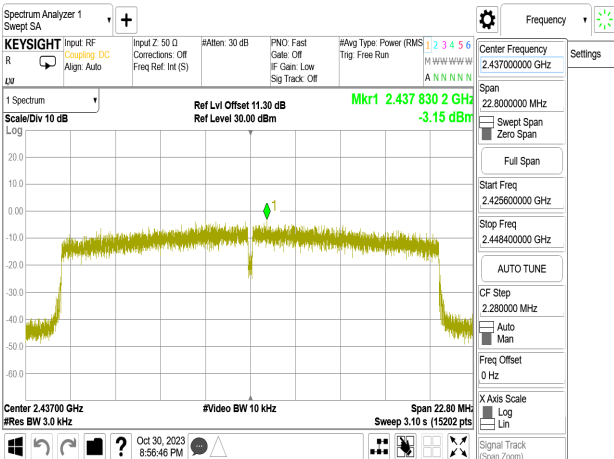 Spectrum Analyzer 1
Swept SA
+
Frequency
Settings
KEYSIGHT
R
Input: RF
Coupling: DC
Align: Auto
Input Z: 50 Ω
Corrections: Off
Freq Ref: Int (S)
#Atten: 30 dB
PNO: Fast
Gate: Off
IF Gain: Low
Sig Track: Off
#Avg Type: Power (RMS
Trig: Free Run
1 2 3 4 5 6
M W W W W W
A N N N N N
1 Spectrum
Scale/Div 10 dB
Ref Lvl Offset 11.30 dB
Ref Level 30.00 dBm
Mkr1 2.437 830 2 GHz
-3.15 dBm
Log
20.0
10.0
0.00
-10.0
-20.0
-30.0
-40.0
-50.0
-60.0
1
Center 2.43700 GHz
#Res BW 3.0 kHz
#Video BW 10 kHz
Span 22.80 MHz
Sweep 3.10 s (15202 pts)
Center Frequency
2.437000000 GHz
Span
22.8000000 MHz
Swept Span
Zero Span
Full Span
Start Freq
2.425600000 GHz
Stop Freq
2.448400000 GHz
AUTO TUNE
CF Step
2.280000 MHz
Auto
Man
Freq Offset
0 Hz
X Axis Scale
Log
Lin
Signal Track
(Span Zoom)
?
Oct 30, 2023
8:56:46 PM